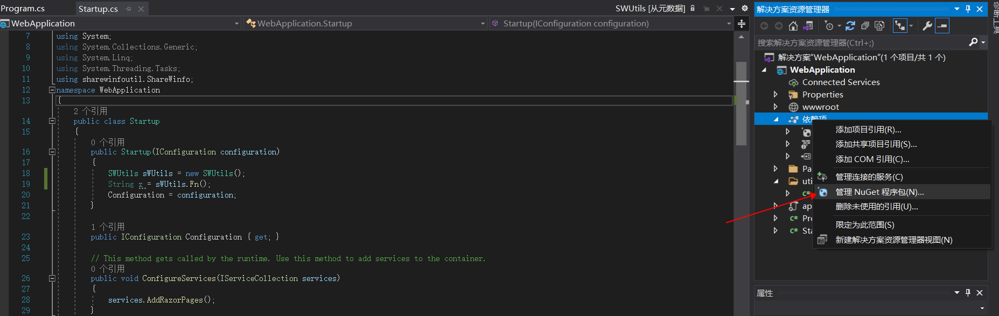 Program.cs
Startup.cs
SWUtils [从元数据]
WebApplication
WebApplication.Startup
Startup(IConfiguration configuration)
7 using System;
8 using System.Collections.Generic;
9 using System.Linq;
10 using System.Threading.Tasks;
11 using sharewinfoutil.ShareWinfo;
12 namespace WebApplication
13 {
2 个引用
14 public class Startup
15 {
0 个引用
16 public Startup(IConfiguration configuration)
17 {
18 SWUtils sWUtils = new SWUtils();
19 String z = sWUtils.Fn();
20 Configuration = configuration;
21 }
22
1 个引用
23 public IConfiguration Configuration { get; }
24
25 // This method gets called by the runtime. Use this method to add services to the container.
0 个引用
26 public void ConfigureServices(IServiceCollection services)
27 {
28 services.AddRazorPages();
29 }
解决方案资源管理器
搜索解决方案资源管理器(Ctrl+;)
解决方案"WebApplication"(1 个项目/共 1 个)
WebApplication
Connected Services
Properties
wwwroot
依赖项
Pa
uti
C#
ap
C# Pro
C# Sta
添加项目引用(R)...
添加共享项目引用(S)...
添加 COM 引用(C)...
管理连接的服务(C)
管理 NuGet 程序包(N)...
删除未使用的引用(U)...
限定为此范围(S)
新建解决方案资源管理器视图(N)
属性